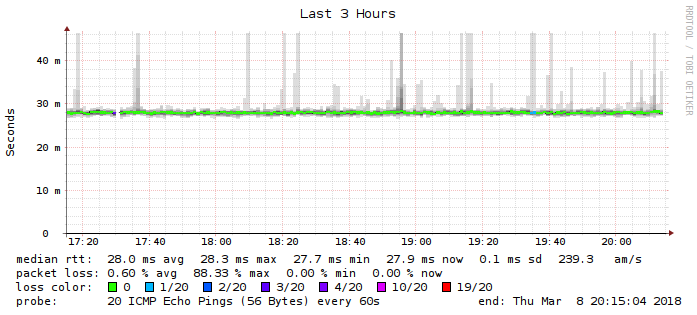 Last 3 Hours
RRDTOOL / TOBI OETIKER
Seconds
40 m
30 m
20 m
10 m
0
17:20 17:40 18:00 18:20 18:40 19:00 19:20 19:40 20:00
median rtt: 28.0 ms avg 28.3 ms max 27.7 ms min 27.9 ms now 0.1 ms sd 239.3 am/s
packet loss: 0.60 % avg 88.33 % max 0.00 % min 0.00 % now
loss color: 0 1/20 2/20 3/20 4/20 10/20 19/20
probe: 20 ICMP Echo Pings (56 Bytes) every 60s end: Thu Mar 8 20:15:04 2018